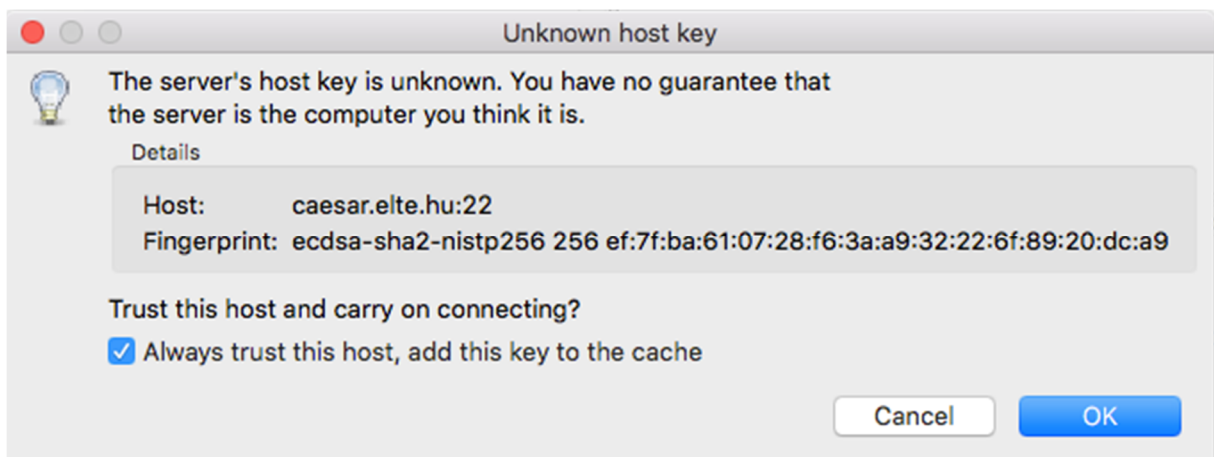 Unknown host key
The server's host key is unknown. You have no guarantee that
the server is the computer you think it is.
Details
Host: caesar.elte.hu:22
Fingerprint: ecdsa-sha2-nistp256 256 ef:7f:ba:61:07:28:f6:3a:a9:32:22:6f:89:20:dc:a9
Trust this host and carry on connecting?
Always trust this host, add this key to the cache
Cancel OK